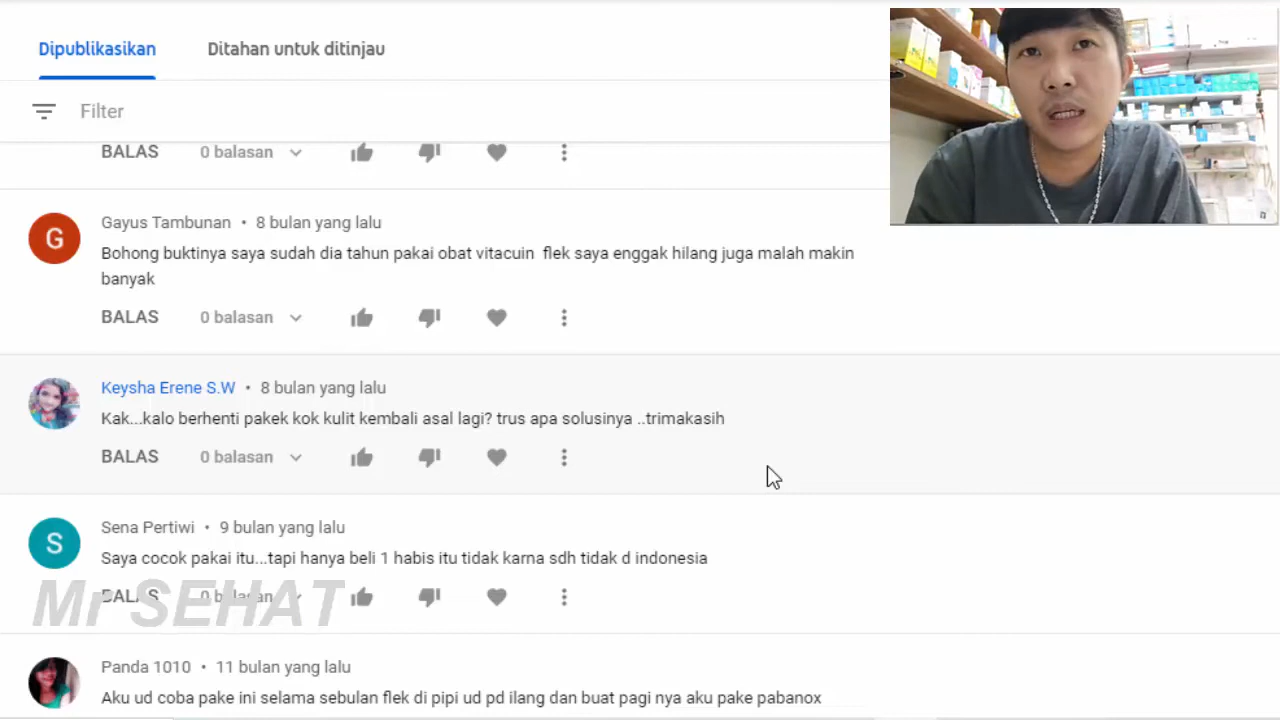 Dipublikasikan Ditahan untuk ditinjau
Filter
BALAS 0 balasan
G
Gayus Tambunan • 8 bulan yang lalu
Bohong buktinya saya sudah dia tahun pakai obat vitacuin flek saya enggak hilang juga malah makin
banyak
BALAS 0 balasan
Keysha Erene S.W • 8 bulan yang lalu
Kak...kalo berhenti pakek kok kulit kembali asal lagi? trus apa solusinya ..trimakasih
BALAS 0 balasan
S
Sena Pertiwi • 9 bulan yang lalu
Saya cocok pakai itu...tapi hanya beli 1 habis itu tidak karna sdh tidak d indonesia
BALAS 0 balasan
Mr SEHAT
Panda 1010 • 11 bulan yang lalu
Aku ud coba pake ini selama sebulan flek di pipi ud pd ilang dan buat pagi nya aku pake pabanox